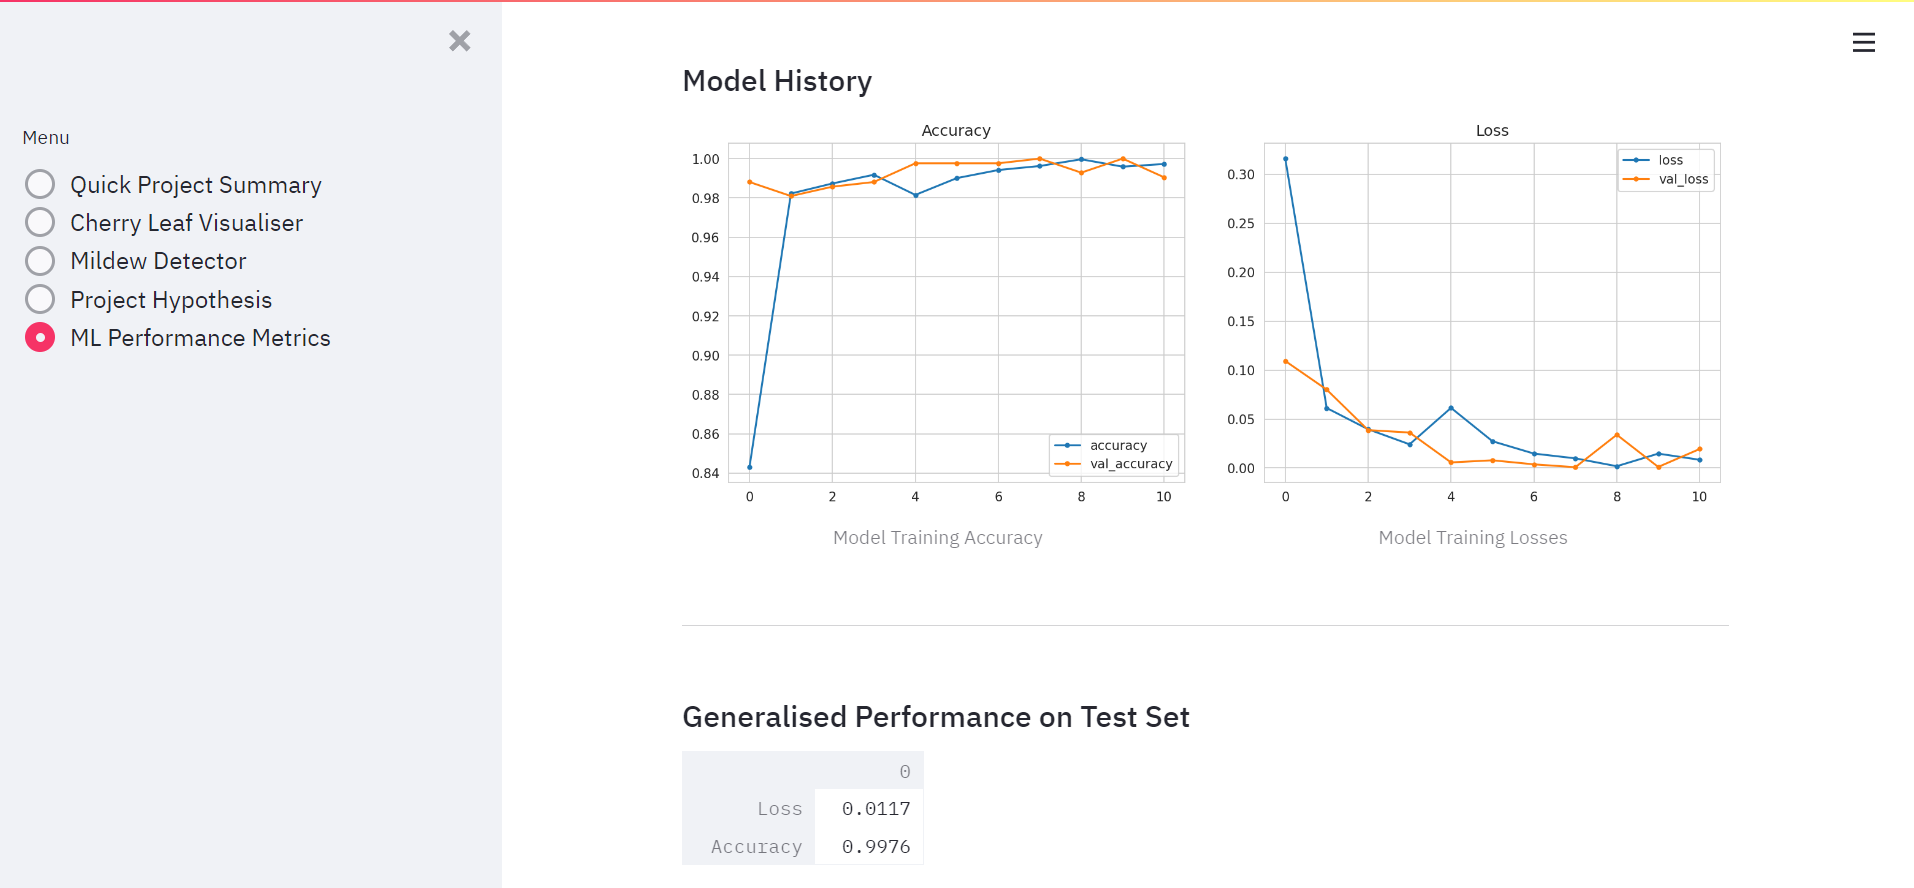 Menu
Quick Project Summary
Cherry Leaf Visualiser
Mildew Detector
Project Hypothesis
ML Performance Metrics
Model History
Accuracy
1.00
0.98
0.96
0.94
0.92
0.90
0.88
0.86
0.84
accuracy
val_accuracy
0 2 4 6 8 10
Model Training Accuracy
Loss
loss
val_loss
0.30
0.25
0.20
0.15
0.10
0.05
0.00
0 2 4 6 8 10
Model Training Losses
Generalised Performance on Test Set
0
Loss 0.0117
Accuracy 0.9976